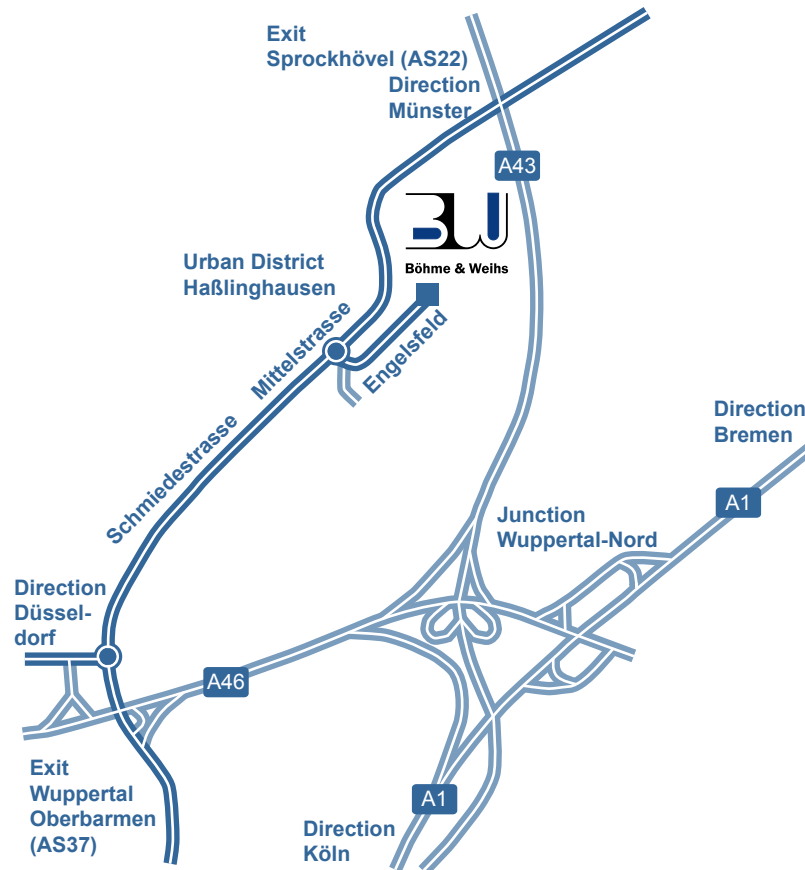 Exit
Sprockhövel (AS22)
Direction
Münster
A43
BW
Böhme & Weihs
Urban District
Haßlinghausen
Mittelstrasse
Engelsfeld
Schmiedestrasse
Direction
Bremen
A1
Junction
Wuppertal-Nord
Direction
Düssel-
dorf
A46
Exit
Wuppertal
Oberbarmen
(AS37)
A1
Direction
Köln